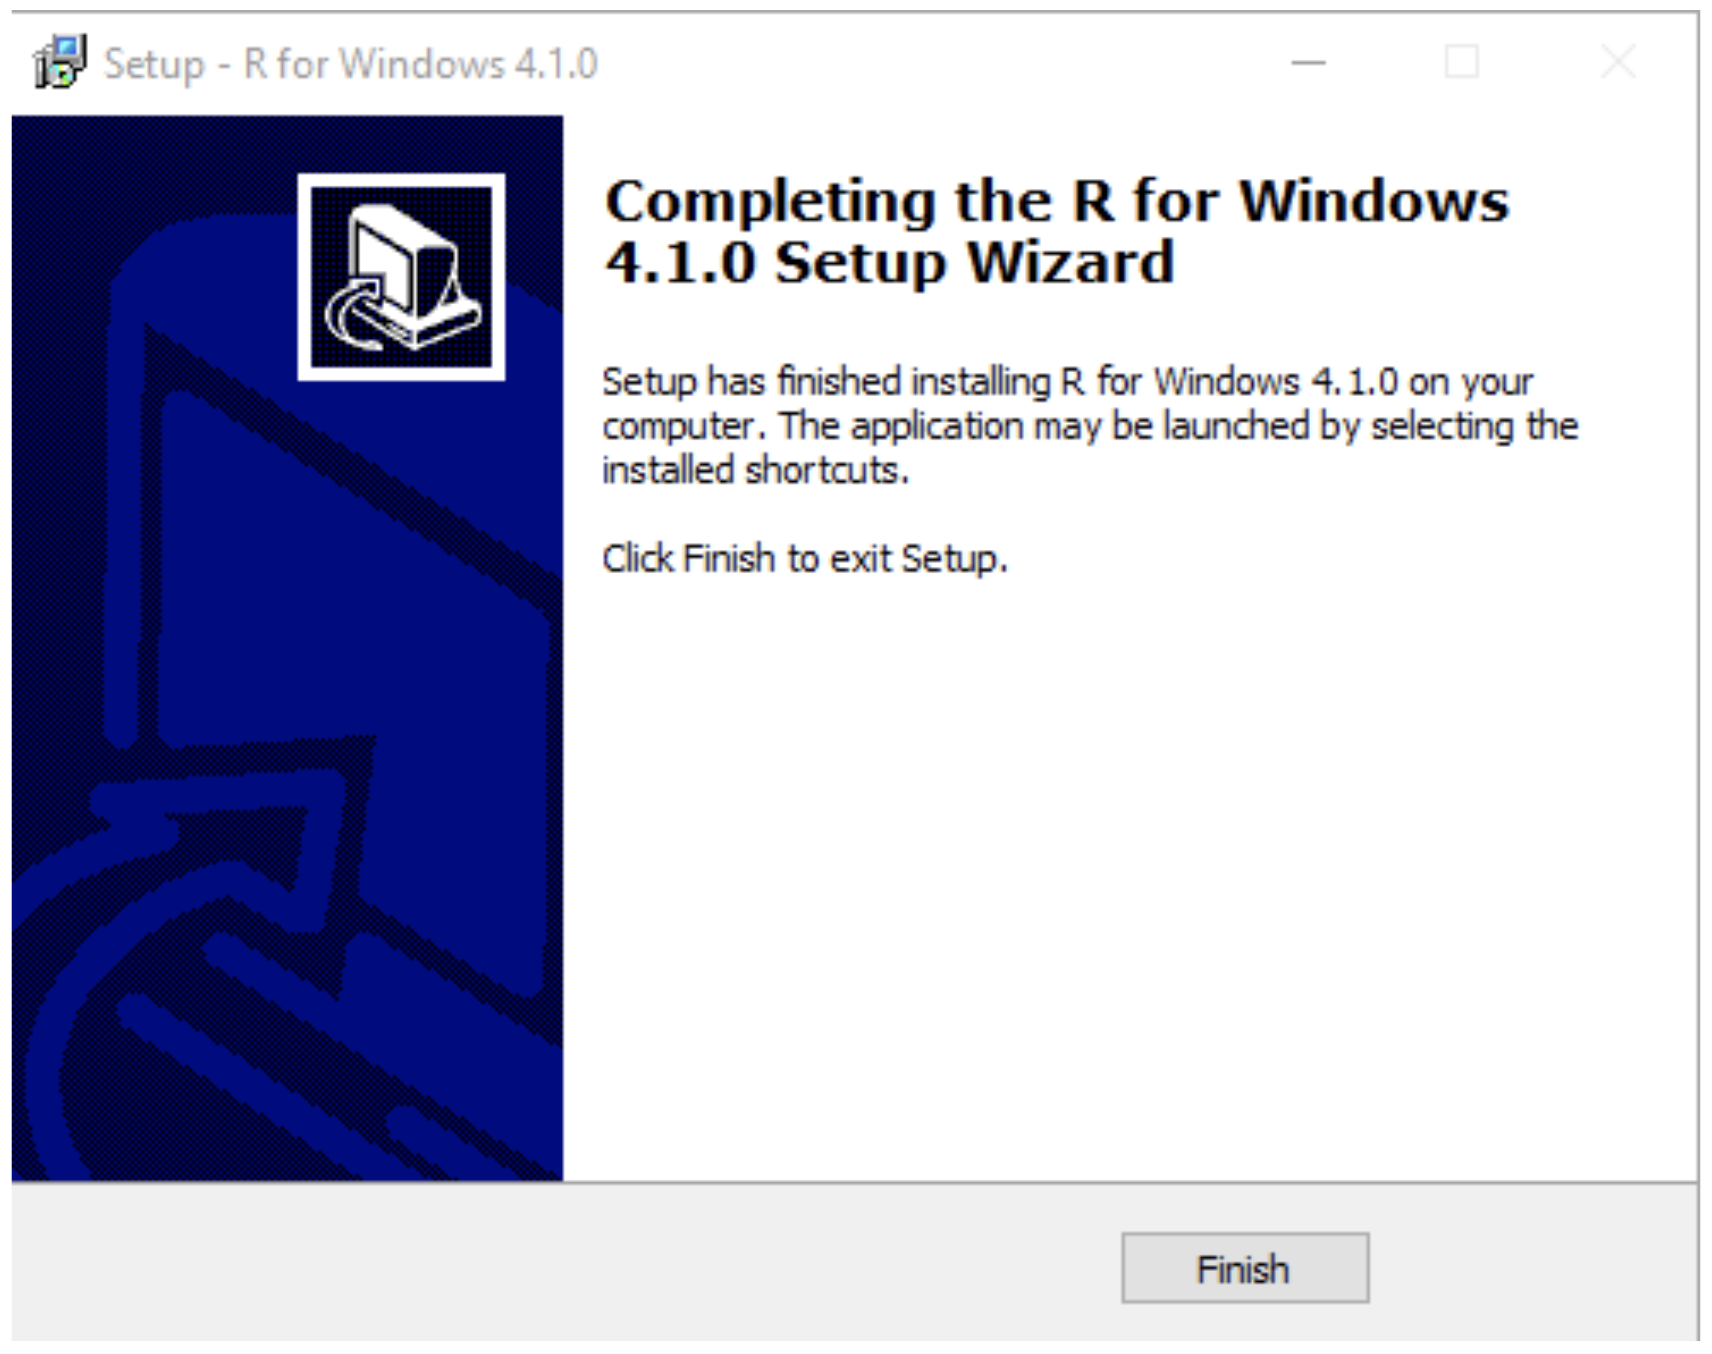 Setup - R for Windows 4.1.0
Completing the R for Windows
4.1.0 Setup Wizard
Setup has finished installing R for Windows 4.1.0 on your
computer. The application may be launched by selecting the
installed shortcuts.
Click Finish to exit Setup.
Finish